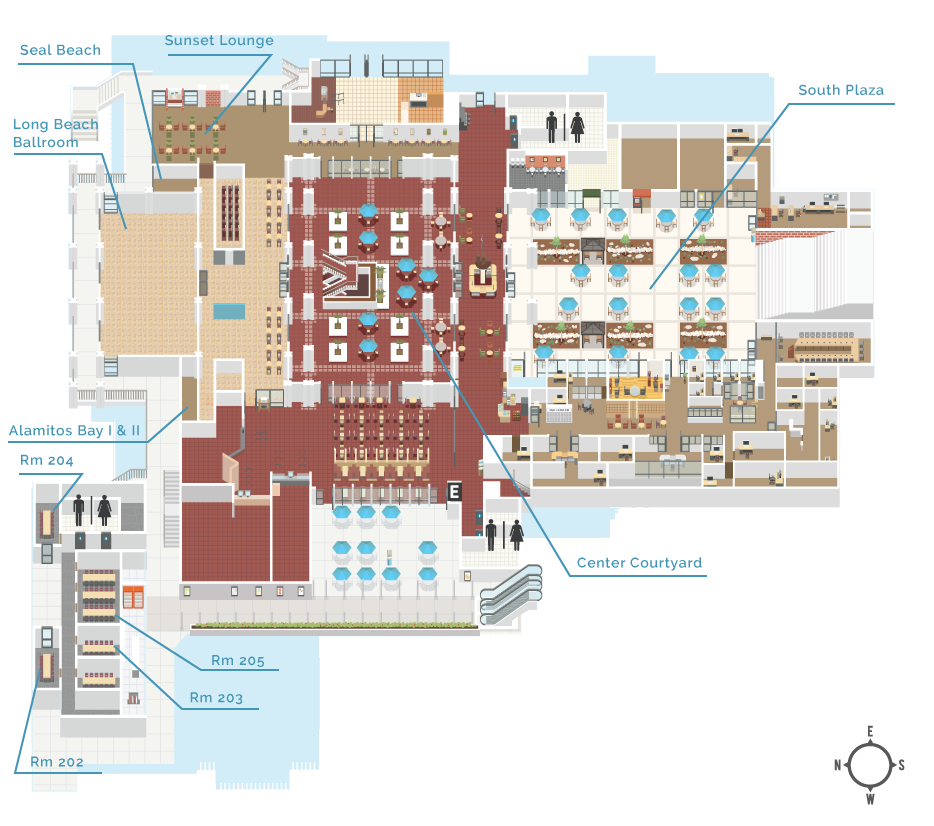 Sunset Lounge
Seal Beach
South Plaza
Long Beach
Ballroom
Alamitos Bay I & II
Rm 204
E
Center Courtyard
Rm 205
Rm 203
Rm 202
E
N
S
W